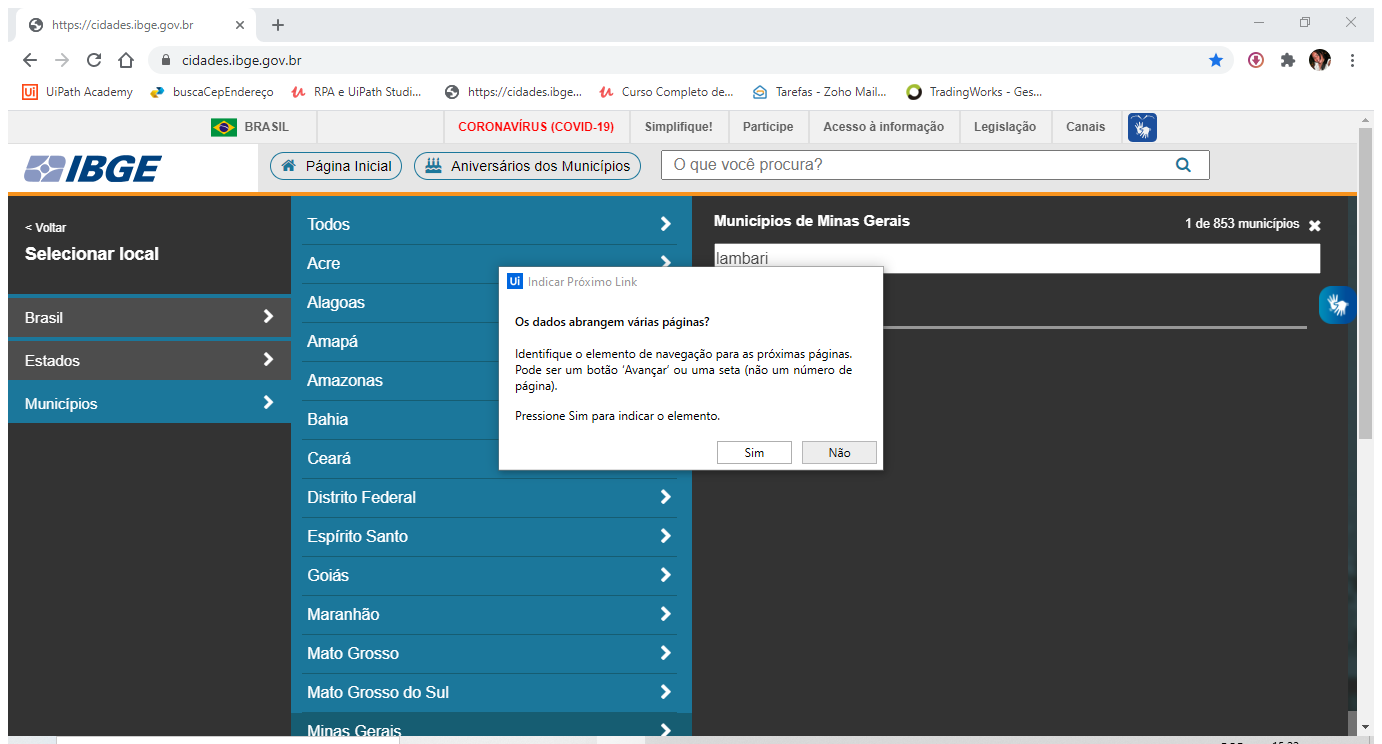 https://cidades.ibge.gov.br
cidades.ibge.gov.br
UiPath Academy
buscaCepEndereço
RPA e UiPath Studi...
https://cidades.ibge...
Curso Completo de...
Tarefas - Zoho Mail...
TradingWorks - Ges...
BRASIL
CORONAVÍRUS (COVID-19)
Simplifique!
Participe
Acesso à informação
Legislação
Canais
IBGE
Página Inicial
Aniversários dos Municípios
O que você procura?
< Voltar
Selecionar local
Brasil
Estados
Municípios
Todos
Acre
Alagoas
Amapá
Amazonas
Bahia
Ceará
Distrito Federal
Espírito Santo
Goiás
Maranhão
Mato Grosso
Mato Grosso do Sul
Minas Gerais
Municípios de Minas Gerais
1 de 853 municípios
lambari
Ui Indicar Próximo Link
Os dados abrangem várias páginas?
Identifique o elemento de navegação para as próximas páginas.
Pode ser um botão ‘Avançar’ ou uma seta (não um número de
página).
Pressione Sim para indicar o elemento.
Sim
Não